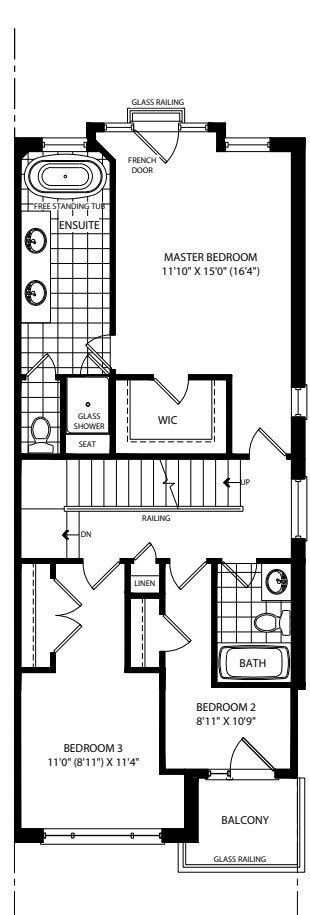 GLASS RAILING
FRENCH
DOOR
FREE STANDING TUB
ENSUITE
MASTER BEDROOM
11'10" X 15'0" (16'4")
GLASS
SHOWER
SEAT
WIC
UP
RAILING
DN
LINEN
BATH
BEDROOM 2
8'11" X 10'9"
BEDROOM 3
11'0" (8'11") X 11'4"
BALCONY
GLASS RAILING